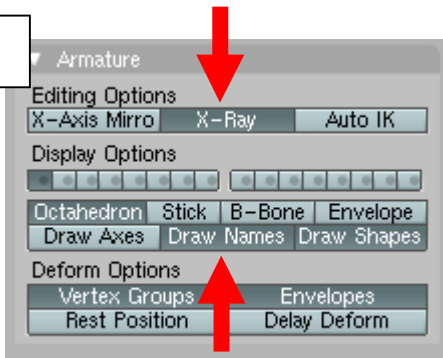 Armature
Editing Options
X-Axis Mirro X-Ray Auto IK
Display Options
Octahedron Stick B-Bone Envelope
Draw Axes Draw Names Draw Shapes
Deform Options
Vertex Groups Envelopes
Rest Position Delay Deform